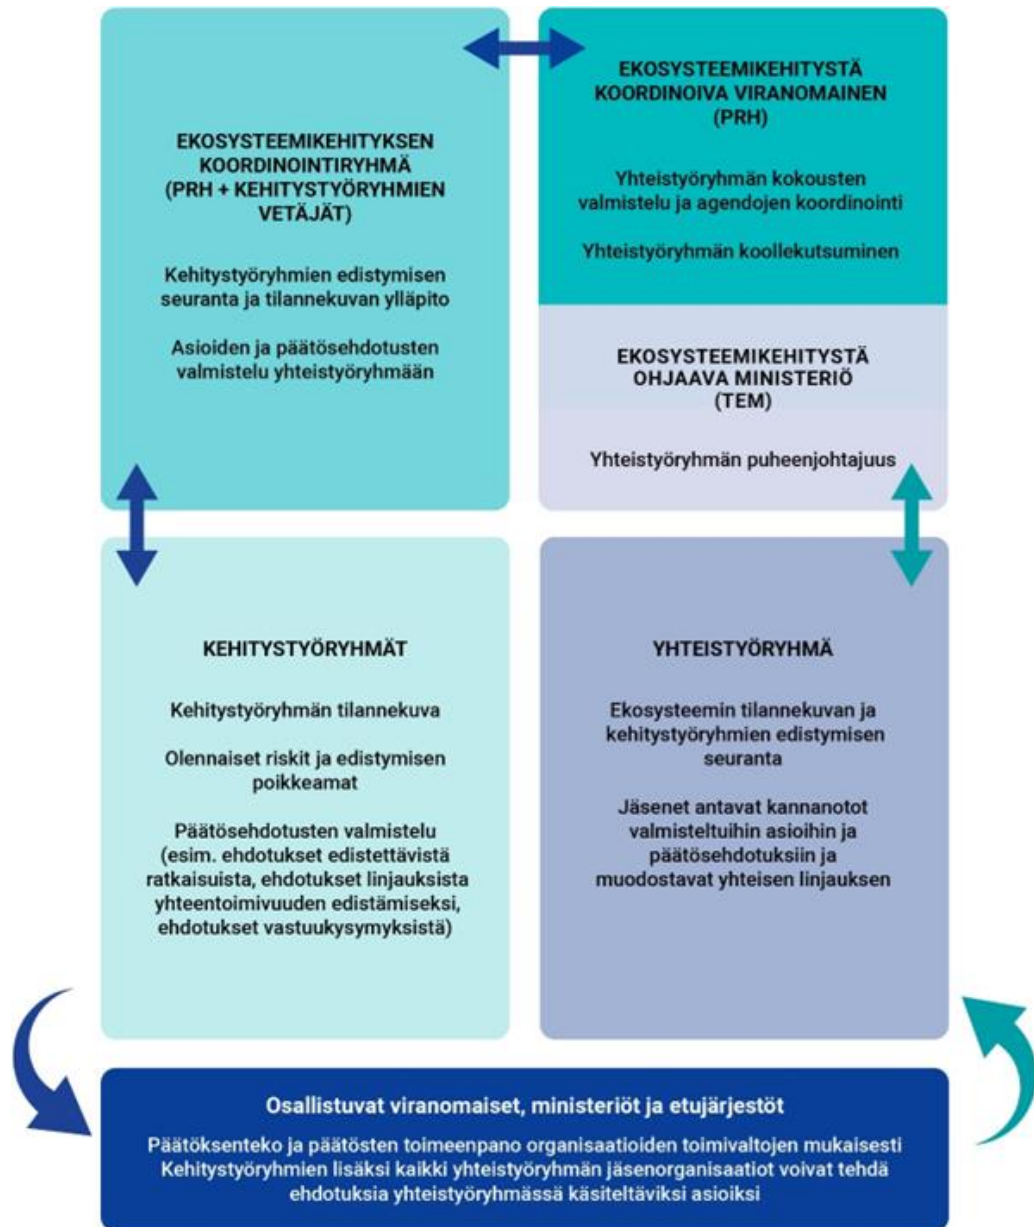 EKOSYSTEEMIKEHITYKSEN
KOORDINOINTIRYHMÄ
(PRH + KEHITYSTYÖRYHMIEN
VETÄJÄT)
Kehitystyöryhmien edistymisen
seuranta ja tilannekuvan ylläpito
Asioiden ja päätösehdotusten
valmistelu yhteistyöryhmään
EKOSYSTEEMIKEHITYSTÄ
KOORDINOIVA VIRANOMAINEN
(PRH)
Yhteistyöryhmän kokousten
valmistelu ja agendojen koordinointi
Yhteistyöryhmän koollekutsuminen
EKOSYSTEEMIKEHITYSTÄ
OHJAAVA MINISTERIÖ
(TEM)
Yhteistyöryhmän puheenjohtajuus
KEHITYSTYÖRYHMÄT
Kehitystyöryhmän tilannekuva
Olennaiset riskit ja edistymisen
poikkeamat
Päätösehdotusten valmistelu
(esim. ehdotukset edistettävistä
ratkaisuista, ehdotukset linjauksista
yhteentoimivuuden edistämiseksi,
ehdotukset vastuukysymyksistä)
YHTEISTYÖRYHMÄ
Ekosysteemin tilannekuvan ja
kehitystyöryhmien edistymisen
seuranta
Jäsenet antavat kannanotot
valmisteltuihin asioihin ja
päätösehdotuksiin ja
muodostavat yhteisen linjauksen
Osallistuvat viranomaiset, ministeriöt ja etujärjestöt
Päätöksenteko ja päätösten toimeenpano organisaatioiden toimivaltojen mukaisesti
Kehitystyöryhmien lisäksi kaikki yhteistyöryhmän jäsenorganisaatiot voivat tehdä
ehdotuksia yhteistyöryhmässä käsiteltäviksi asioiksi